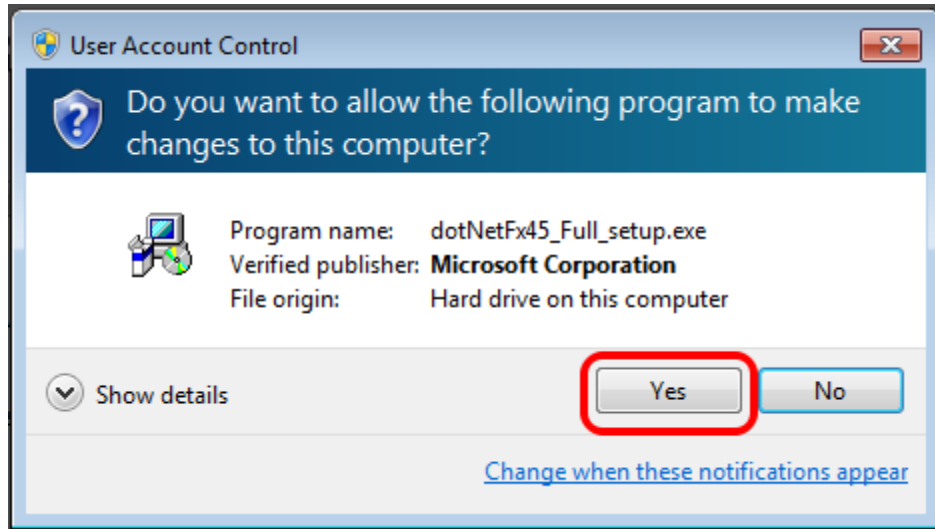 User Account Control
Do you want to allow the following program to make
changes to this computer?
Program name: dotNetFx45_Full_setup.exe
Verified publisher: Microsoft Corporation
File origin: Hard drive on this computer
Show details
Yes
No
Change when these notifications appear